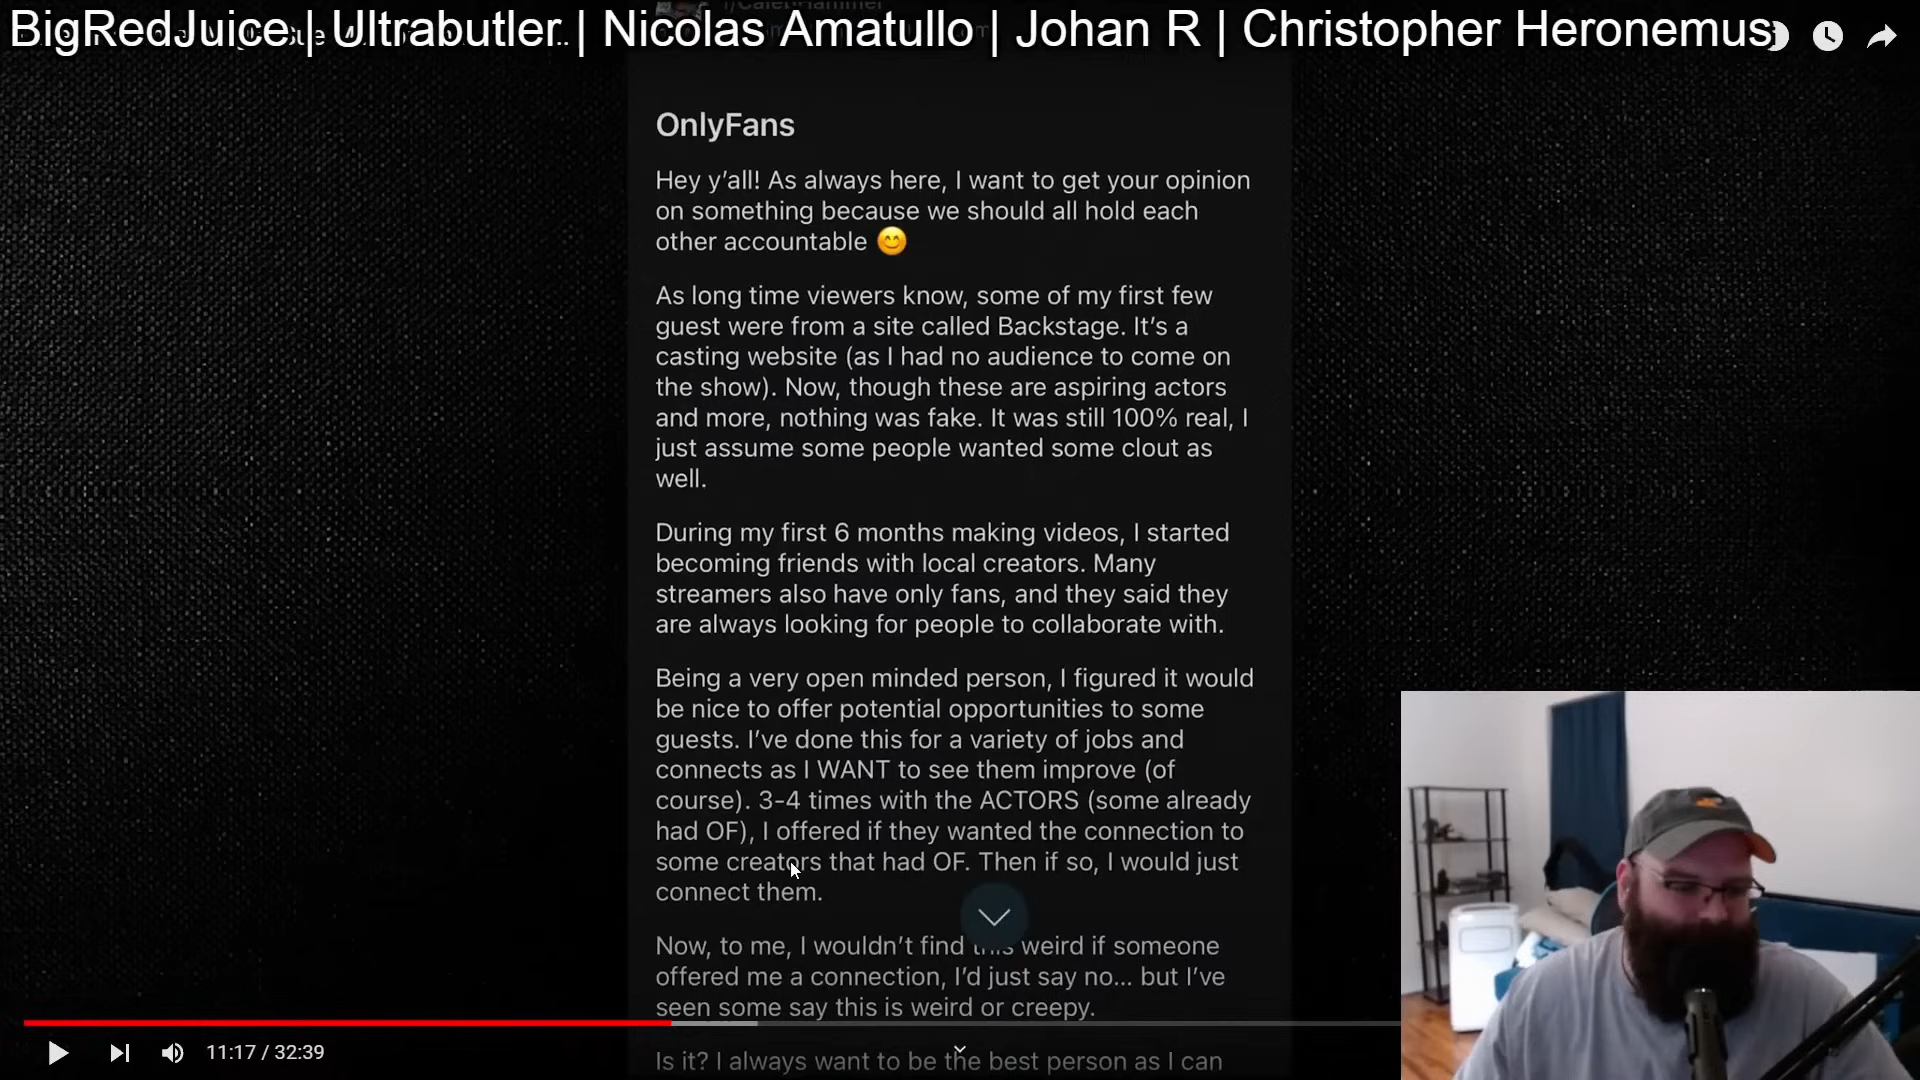 BigRedJuice | Ultrabutler | Nicolas Amatullo | Johan R | Christopher Heronemus
OnlyFans
Hey y’all! As always here, I want to get your opinion
on something because we should all hold each
other accountable 😊
As long time viewers know, some of my first few
guest were from a site called Backstage. It’s a
casting website (as I had no audience to come on
the show). Now, though these are aspiring actors
and more, nothing was fake. It was still 100% real, I
just assume some people wanted some clout as
well.
During my first 6 months making videos, I started
becoming friends with local creators. Many
streamers also have only fans, and they said they
are always looking for people to collaborate with.
Being a very open minded person, I figured it would
be nice to offer potential opportunities to some
guests. I’ve done this for a variety of jobs and
connects as I WANT to see them improve (of
course). 3-4 times with the ACTORS (some already
had OF), I offered if they wanted the connection to
some creators that had OF. Then if so, I would just
connect them.
Now, to me, I wouldn’t find this weird if someone
offered me a connection, I’d just say no... but I’ve
seen some say this is weird or creepy.
Is it? I always want to be the best person as I can
11:17 / 32:39